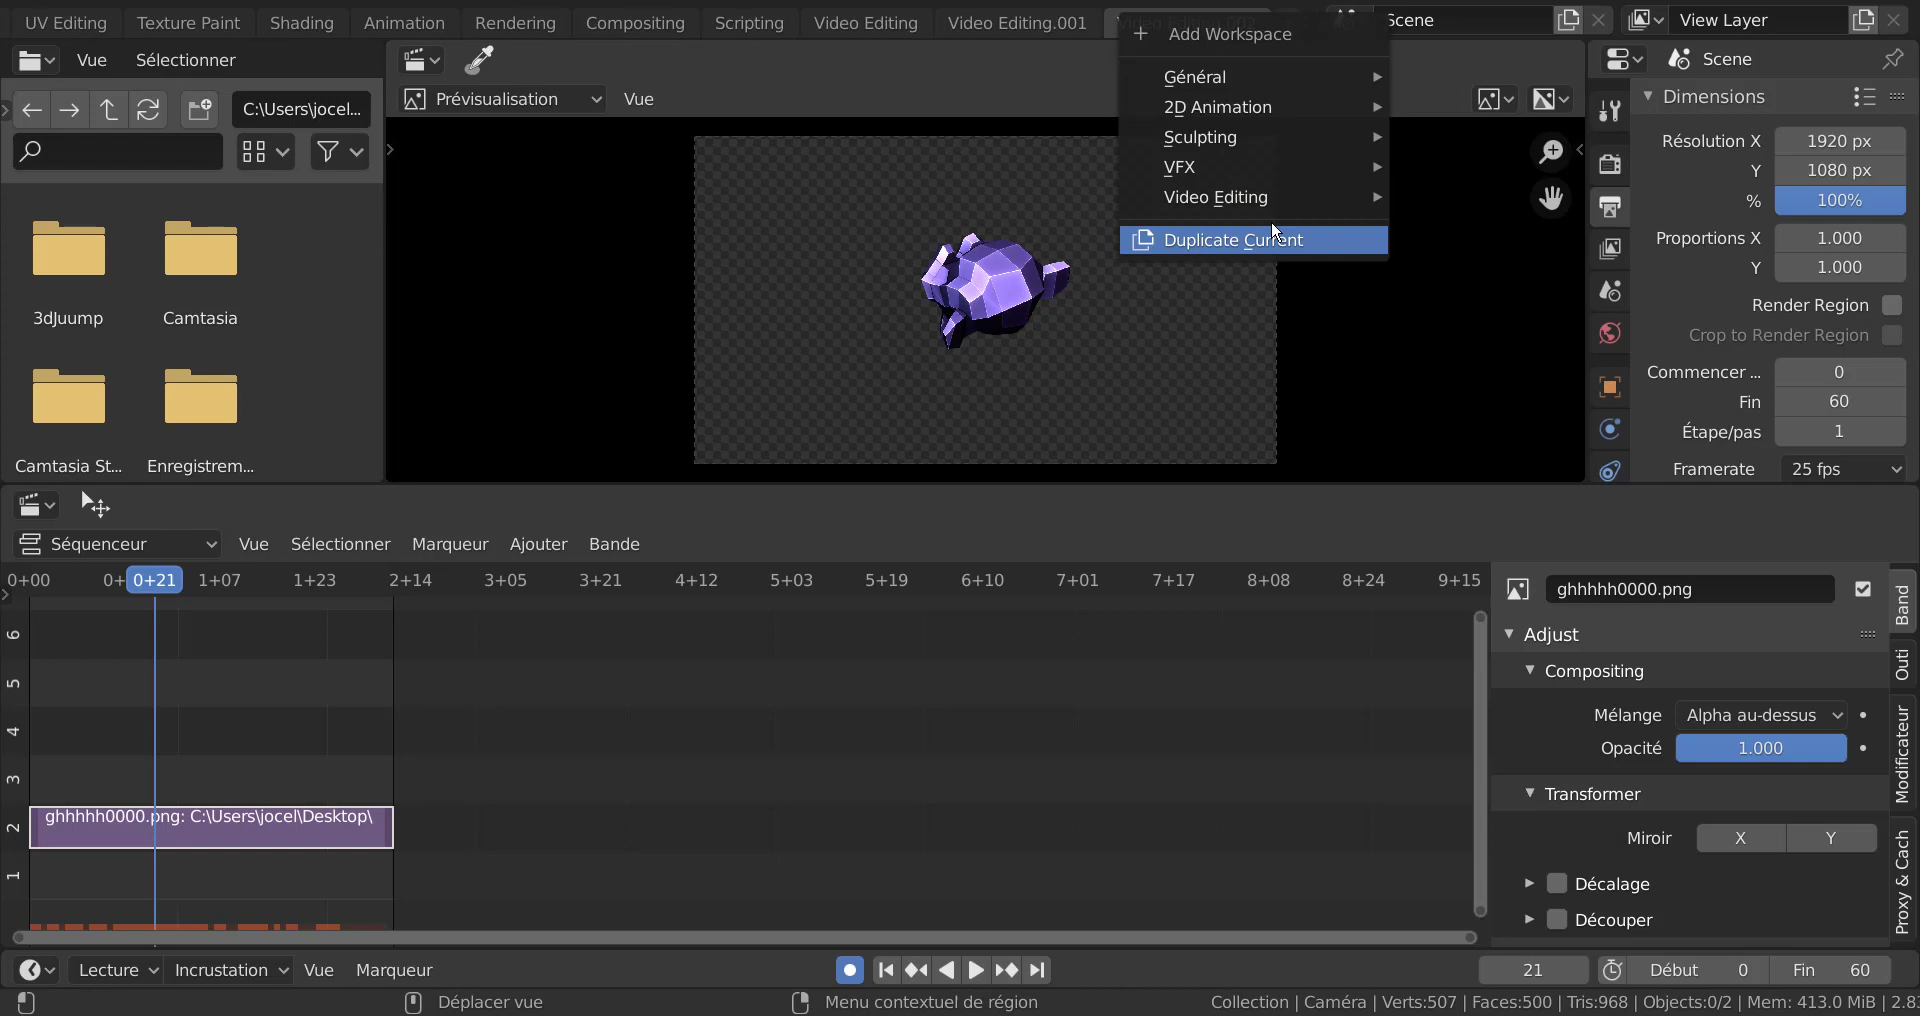 UV Editing Texture Paint Shading Animation Rendering Compositing Scripting Video Editing Video Editing.001 Scene View Layer
Add Workspace
Vue Sélectionner Scene
Général
Dimensions
Prévisualisation Vue
C:\Users\jocel...
2D Animation
Sculpting
VFX
Video Editing
Duplicate Current
Résolution X 1920 px
Y 1080 px
% 100%
Proportions X 1.000
Y 1.000
Render Region
Crop to Render Region
Commencer ... 0
Fin 60
Étape/pas 1
Framerate 25 fps
3dJuump Camtasia
Camtasia St... Enregistrem...
Séquenceur Vue Sélectionner Marqueur Ajouter Bande
0+00 0+ 0+21 1+07 1+23 2+14 3+05 3+21 4+12 5+03 5+19 6+10 7+01 7+17 8+08 8+24 9+15
6
5
4
3
2
1
ghhhhh0000.png: C:\Users\jocel\Desktop\
ghhhhh0000.png
Adjust
Compositing
Mélange Alpha au-dessus
Opacité 1.000
Transformer
Miroir X Y
Décalage
Découper
Band
Outi
Modificateur
Proxy & Cach
Lecture Incrustation Vue Marqueur 21 Début 0 Fin 60
Déplacer vue Menu contextuel de région Collection | Caméra | Verts:507 | Faces:500 | Tris:968 | Objects:0/2 | Mem: 413.0 MiB | 2.83